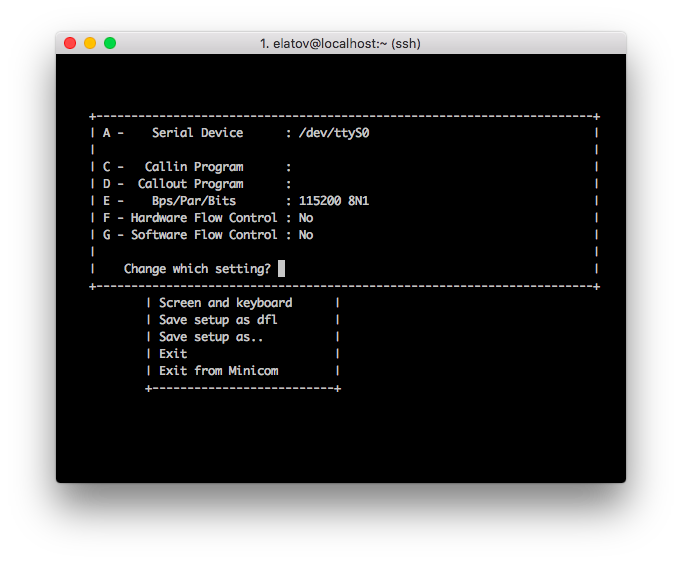 1. elatov@localhost:~ (ssh)
+-----------------------------------------------------------------------+
| A -    Serial Device      : /dev/ttyS0                                |
|                                                                       |
| C -   Callin Program      :                                           |
| D -  Callout Program      :                                           |
| E -    Bps/Par/Bits       : 115200 8N1                                |
| F - Hardware Flow Control : No                                        |
| G - Software Flow Control : No                                        |
|                                                                       |
|    Change which setting?                                              |
+-----------------------------------------------------------------------+
        | Screen and keyboard      |
        | Save setup as dfl        |
        | Save setup as..          |
        | Exit                     |
        | Exit from Minicom        |
        +--------------------------+